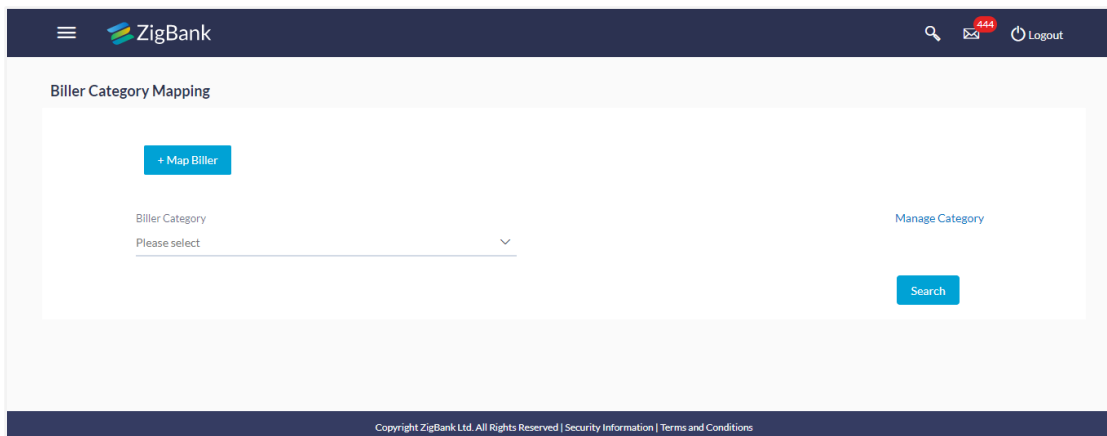 ZigBank
444
Logout
Biller Category Mapping
+ Map Biller
Biller Category
Manage Category
Please select
Search
Copyright ZigBank Ltd. All Rights Reserved | Security Information | Terms and Conditions